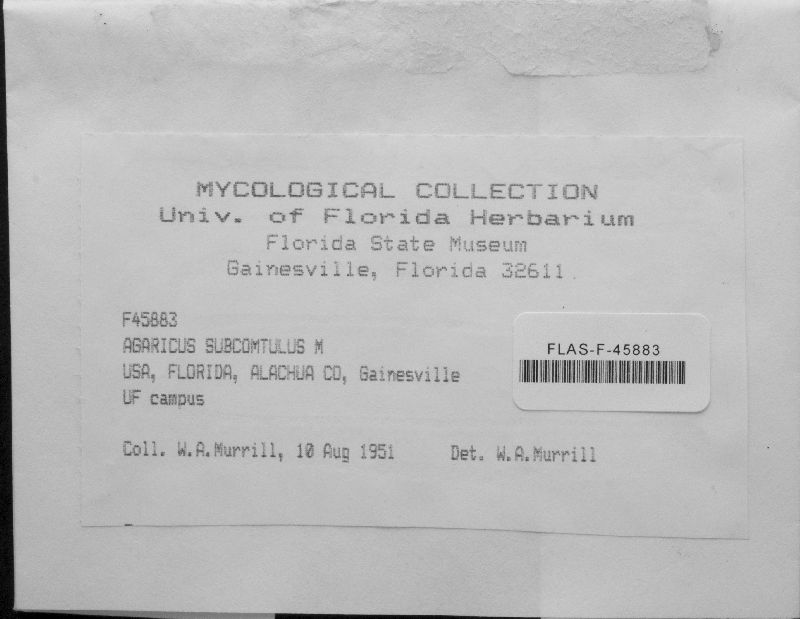 MYCOLOGICAL COLLECTION
Univ. of Florida Herbarium
Florida State Museum
Gainesville, Florida 32611.
F45883
AGARICUS SUBCOMTULUS M
USA, FLORIDA, ALACHUA CO, Gainesville
UF campus
FLAS-F-45883
Coll. W.A.Murrill, 10 Aug 1951 Det. W.A.Murrill